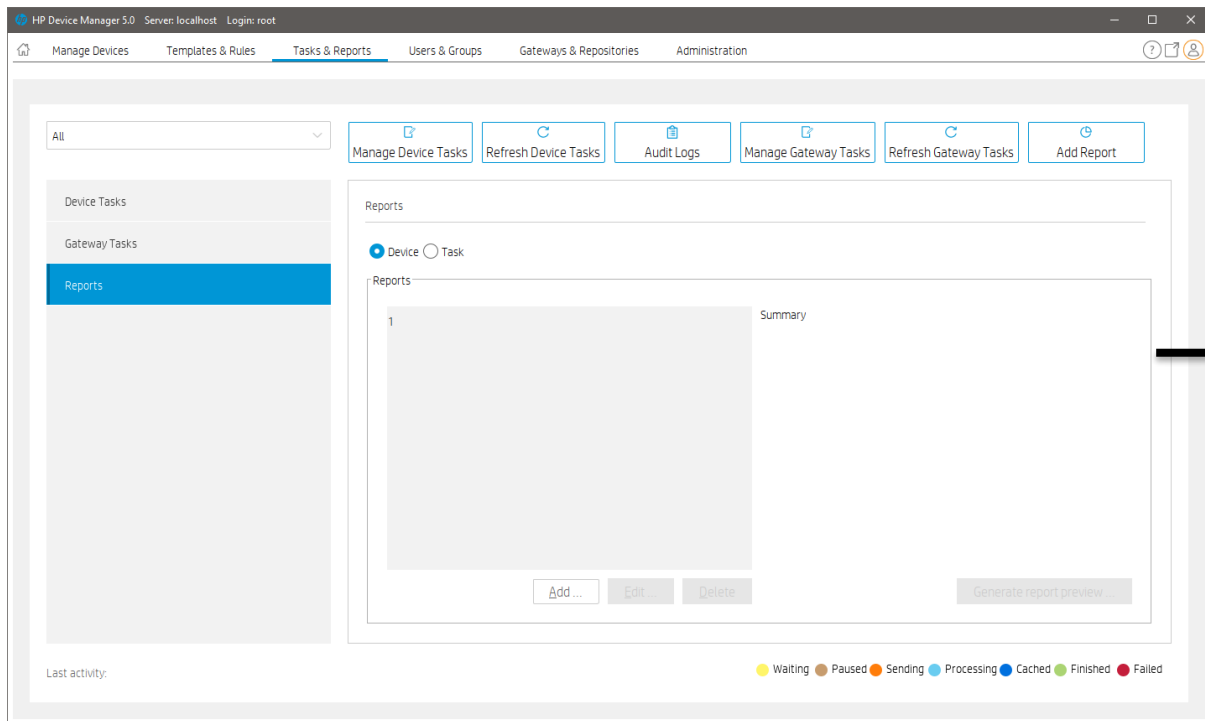 HP Device Manager 5.0 Server: localhost Login: root
Manage Devices Templates & Rules Tasks & Reports Users & Groups Gateways & Repositories Administration
All
Manage Device Tasks Refresh Device Tasks Audit Logs Manage Gateway Tasks Refresh Gateway Tasks Add Report
Device Tasks
Gateway Tasks
Reports
Reports
Device Task
Reports
1
Summary
Add ... Edit ... Delete Generate report preview ...
Last activity:
Waiting Paused Sending Processing Cached Finished Failed